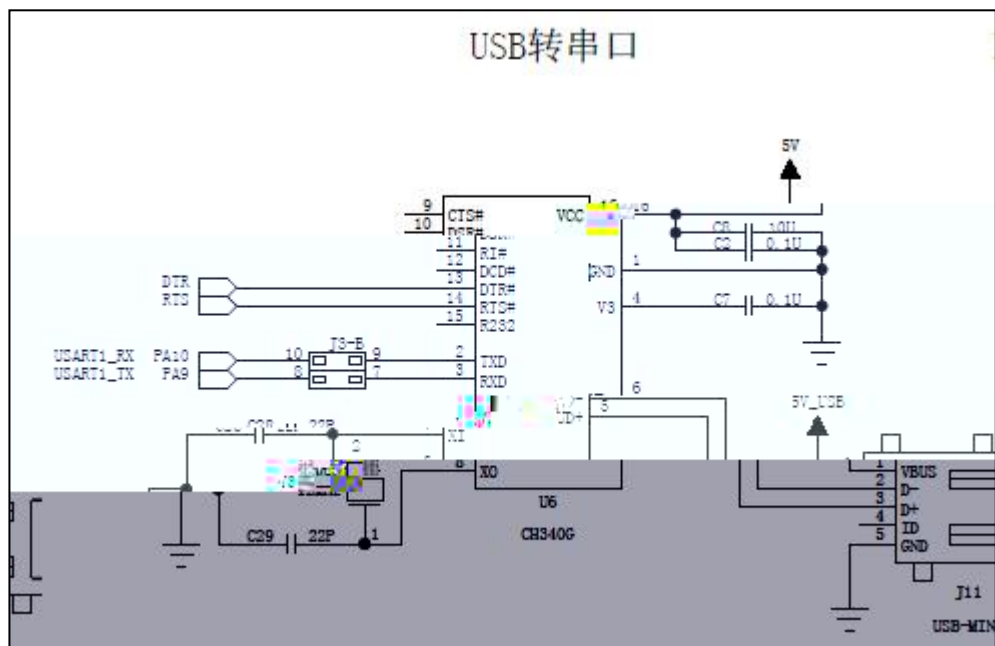 USB转串口
5V
9 CTS# VCC
10
11 RI#
12 DCD# GND 1
DTR 13 DTR#
RTS 14 RTS# V3 4 C7 0.1U
15 R232
C2 0.1U
J3-B
USART1_RX PA10 10 9 2 TXD
USART1_TX PA9 8 7 3 RXD
6
5
5V_USB
22P
2
XI
8 XO
U6
CH340G
C29 22P 1
1 VBUS
2 D-
3 D+
4 ID
5 GND
J11
USB-MIN